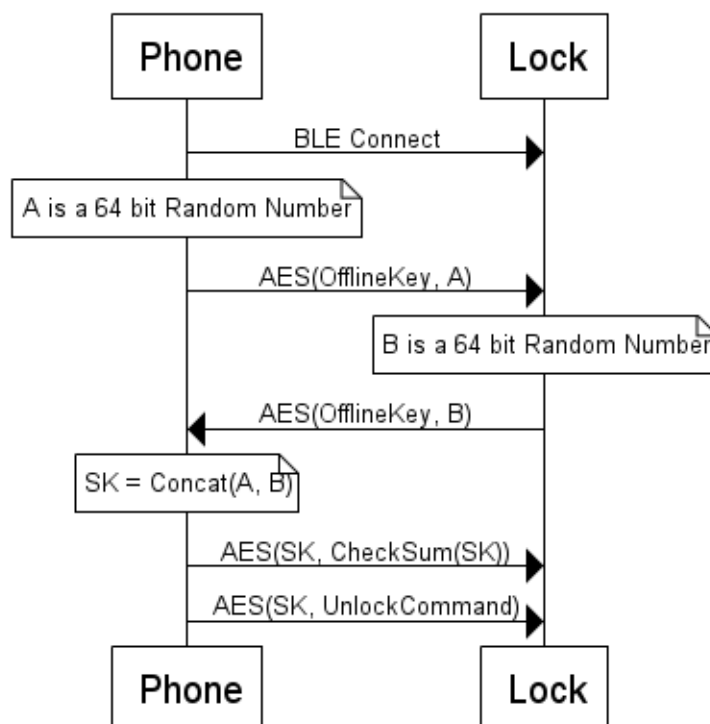 Phone
Lock
BLE Connect
A is a 64 bit Random Number
AES(OfflineKey, A)
B is a 64 bit Random Number
AES(OfflineKey, B)
SK = Concat(A, B)
AES(SK, CheckSum(SK))
AES(SK, UnlockCommand)
Phone
Lock